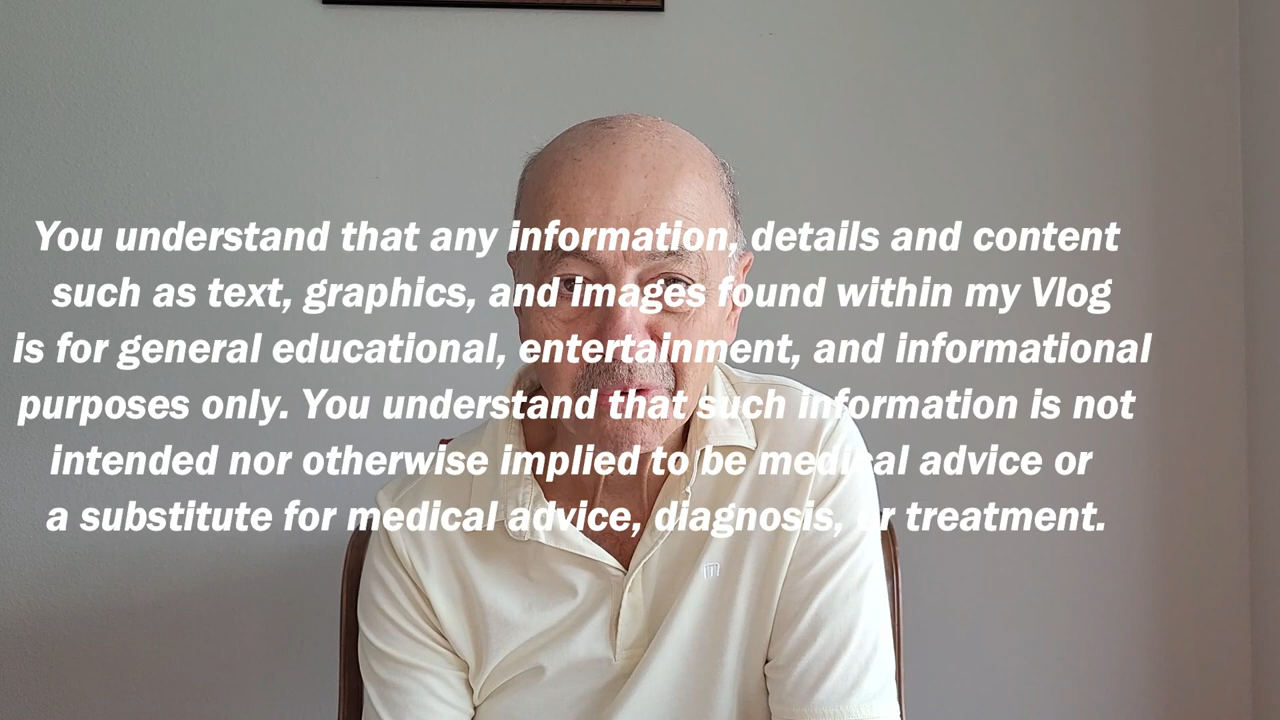 You understand that any information, details and content
such as text, graphics, and images found within my Vlog
is for general educational, entertainment, and informational
purposes only. You understand that such information is not
intended nor otherwise implied to be medical advice or
a substitute for medical advice, diagnosis, or treatment.